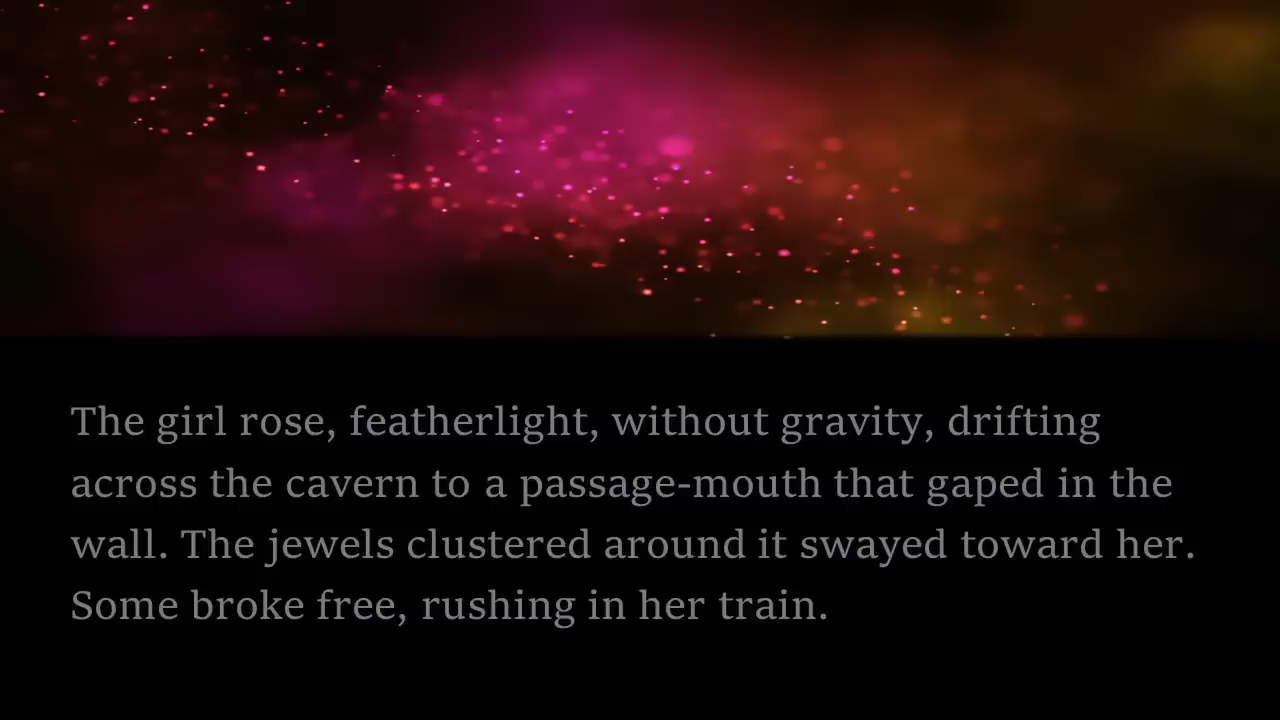 The girl rose, featherlight, without gravity, drifting
across the cavern to a passage-mouth that gaped in the
wall. The jewels clustered around it swayed toward her.
Some broke free, rushing in her train.